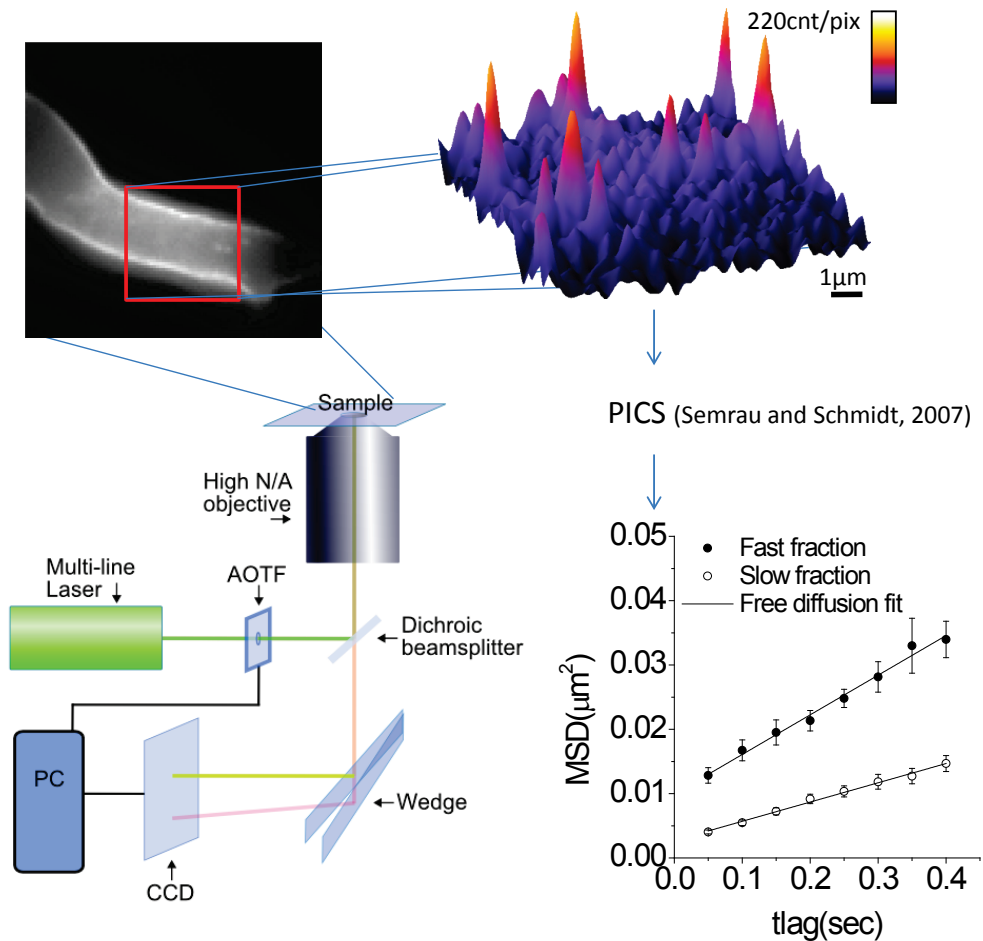 220cnt/pix
1μm
Sample
High N/A
objective
Multi-line
Laser
AOTF
Dichroic
beamsplitter
PC
Wedge
CCD
PICS (Semrau and Schmidt, 2007)
Fast fraction
Slow fraction
Free diffusion fit
MSD(μm²)
0.05
0.04
0.03
0.02
0.01
0.00
0.0 0.1 0.2 0.3 0.4
tlag(sec)